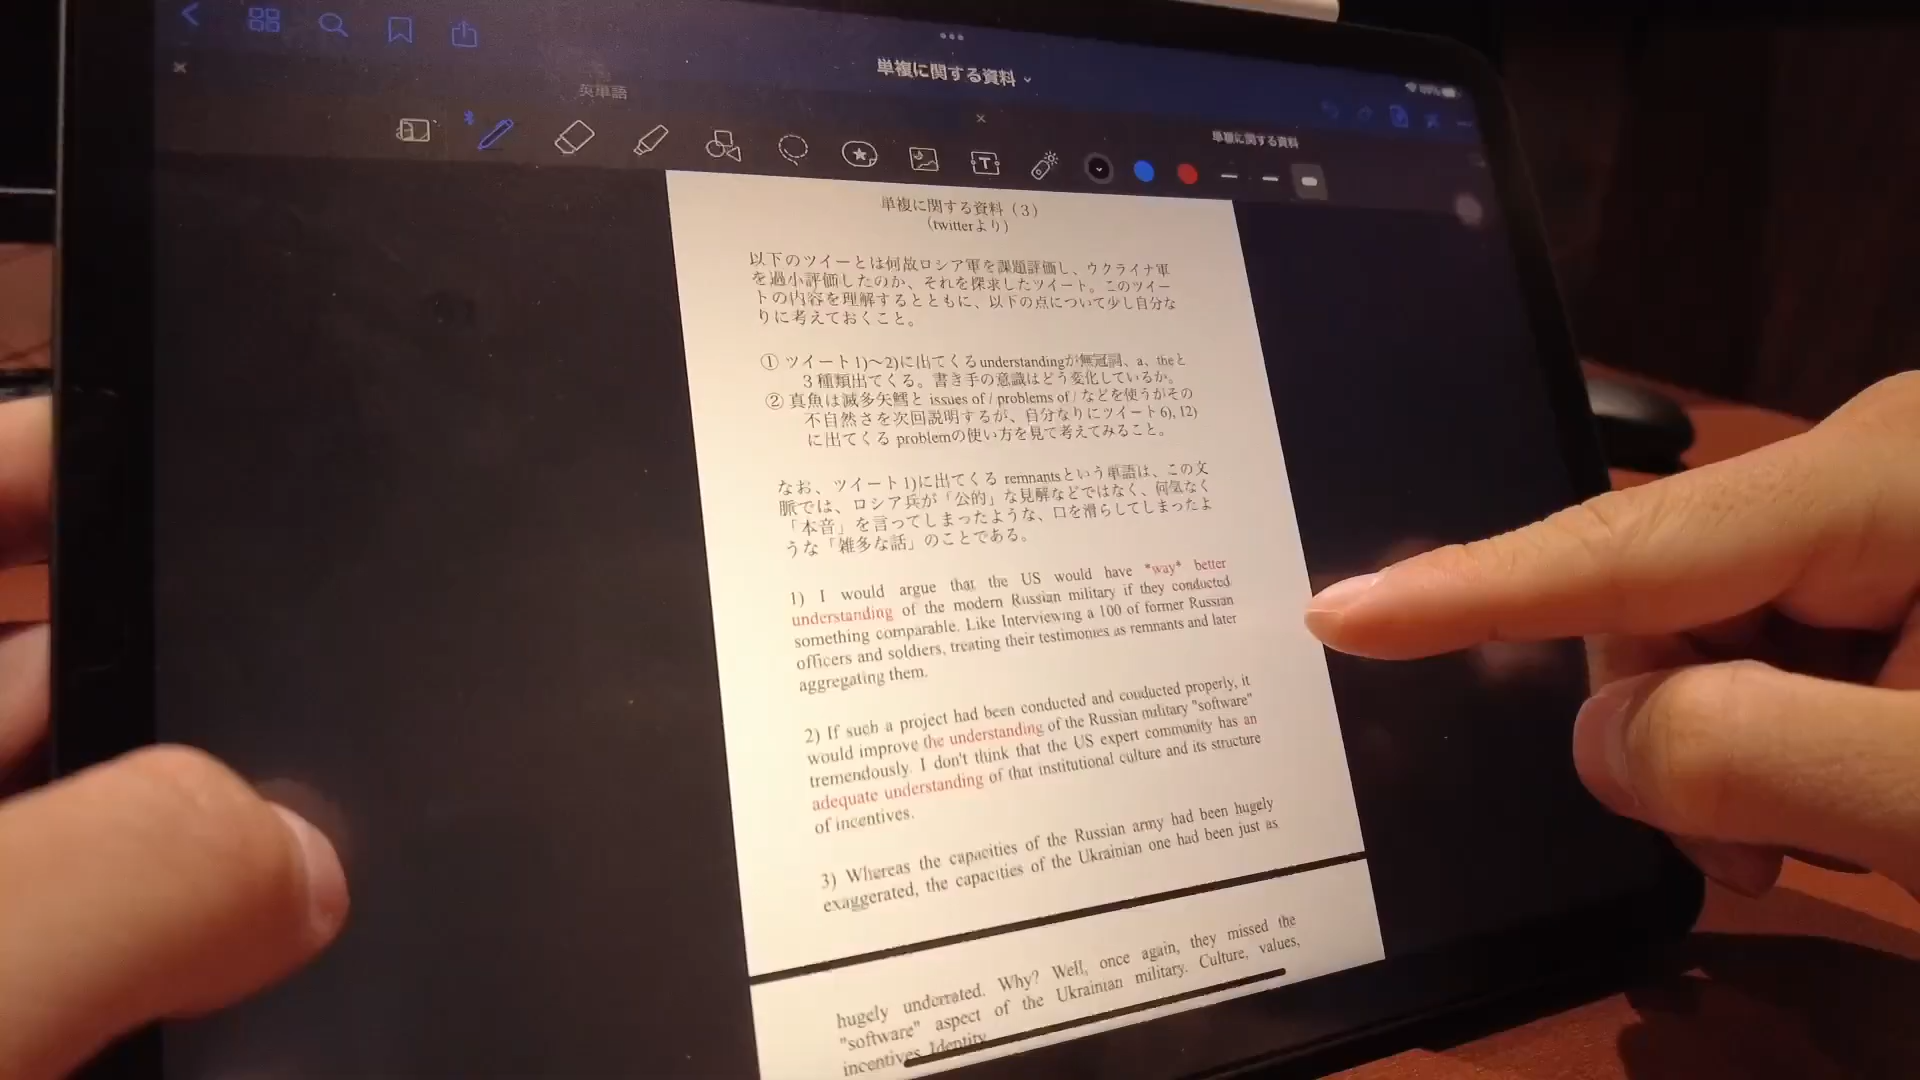 単複に関する資料
89%
英単語
単複に関する資料
T
単複に関する資料（3）
（twitterより）
以下のツイーとは何故ロシア軍を課題評価し、ウクライナ軍
を過小評価したのか、それを探求したツイート。このツイー
トの内容を理解するとともに、以下の点について少し自分な
りに考えておくこと。
① ツイート1)〜2)に出てくるunderstandingが無冠詞、a、theと
３種類出てくる。書き手の意識はどう変化しているか。
② 真魚は滅多矢鱈と issues of / problems of / などを使うがその
不自然さを次回説明するが、自分なりにツイート6), 12)
に出てくる problemの使い方を見て考えてみること。
なお、ツイート1)に出てくる remnantsという単語は、この文
脈では、ロシア兵が「公的」な見解などではなく、何気なく
「本音」を言ってしまったような、口を滑らしてしまったよ
うな「雑多な話」のことである。
1) I would argue that the US would have *way* better
understanding of the modern Russian military if they conducted
something comparable. Like Interviewing a 100 of former Russian
officers and soldiers, treating their testimonies as remnants and later
aggregating them.
2) If such a project had been conducted and conducted properly, it
would improve the understanding of the Russian military "software"
tremendously. I don't think that the US expert community has an
adequate understanding of that institutional culture and its structure
of incentives.
3) Whereas the capacities of the Russian army had been hugely
exaggerated, the capacities of the Ukrainian one had been just as
hugely underrated. Why? Well, once again, they missed the
"software" aspect of the Ukrainian military. Culture, values,
incentives. Identity